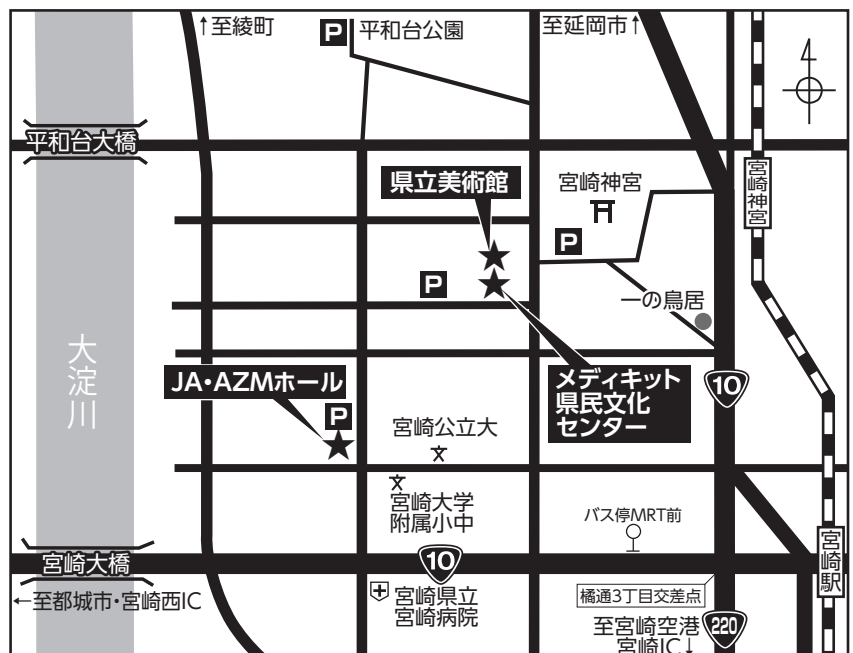 ↑至綾町
P
平和台公園
至延岡市↑
平和台大橋
県立美術館
宮崎神宮
宮崎神宮
P
P
一の鳥居
大淀川
JA・AZMホール
P
メディキット
県民文化
センター
10
宮崎公立大
宮崎大学
附属小中
バス停MRT前
宮崎大橋
10
宮崎駅
←至都城市・宮崎西IC
宮崎県立
宮崎病院
橘通3丁目交差点
至宮崎空港
宮崎IC↓
220